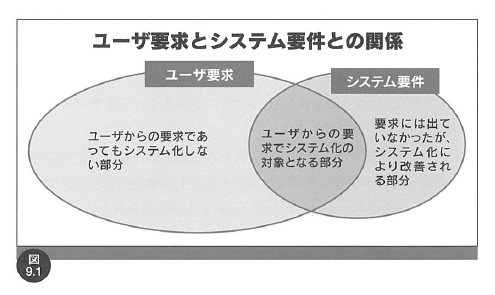 ユーザ要求とシステム要件との関係
ユーザ要求
システム要件
ユーザからの要求であ
ってもシステム化しな
い部分
ユーザからの要
求でシステム化の
対象となる部分
要求には出て
いなかったが、
システム化に
より改善され
る部分
図
9.1